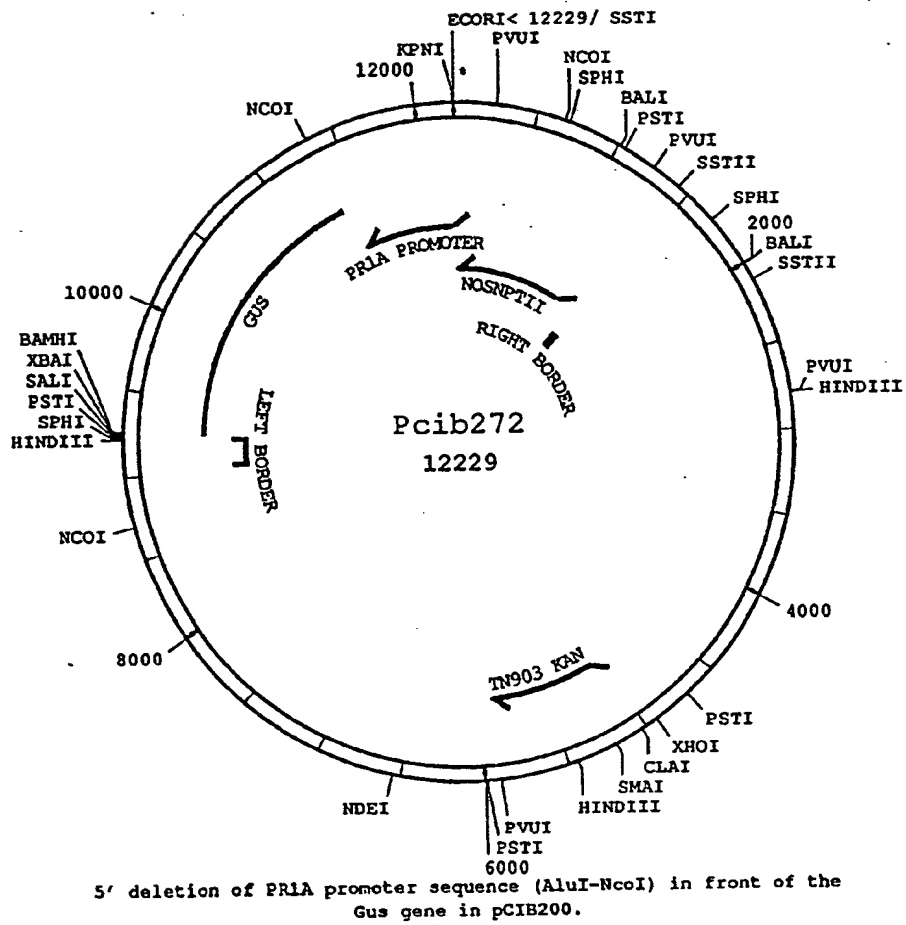 ECORI< 12229/ SSTI
KPNI
PVUI
12000
NCOI
SPHI
NCOI
BALI
PSTI
PVUI
SSTII
SPHI
2000
BALI
SSTII
PR1A PROMOTER
NOSNPTII
10000
GUS
RIGHT BORDER
BAMHI
XBAI
SALI
PSTI
SPHI
HINDIII
PVUI
HINDIII
LEFT BORDER
Pcib272
12229
NCOI
4000
8000
TN903 KAN
PSTI
XHOI
CLAI
SMAI
HINDIII
NDEI
PVUI
PSTI
6000
5' deletion of PR1A promoter sequence (AluI-NcoI) in front of the
Gus gene in pCIB200.